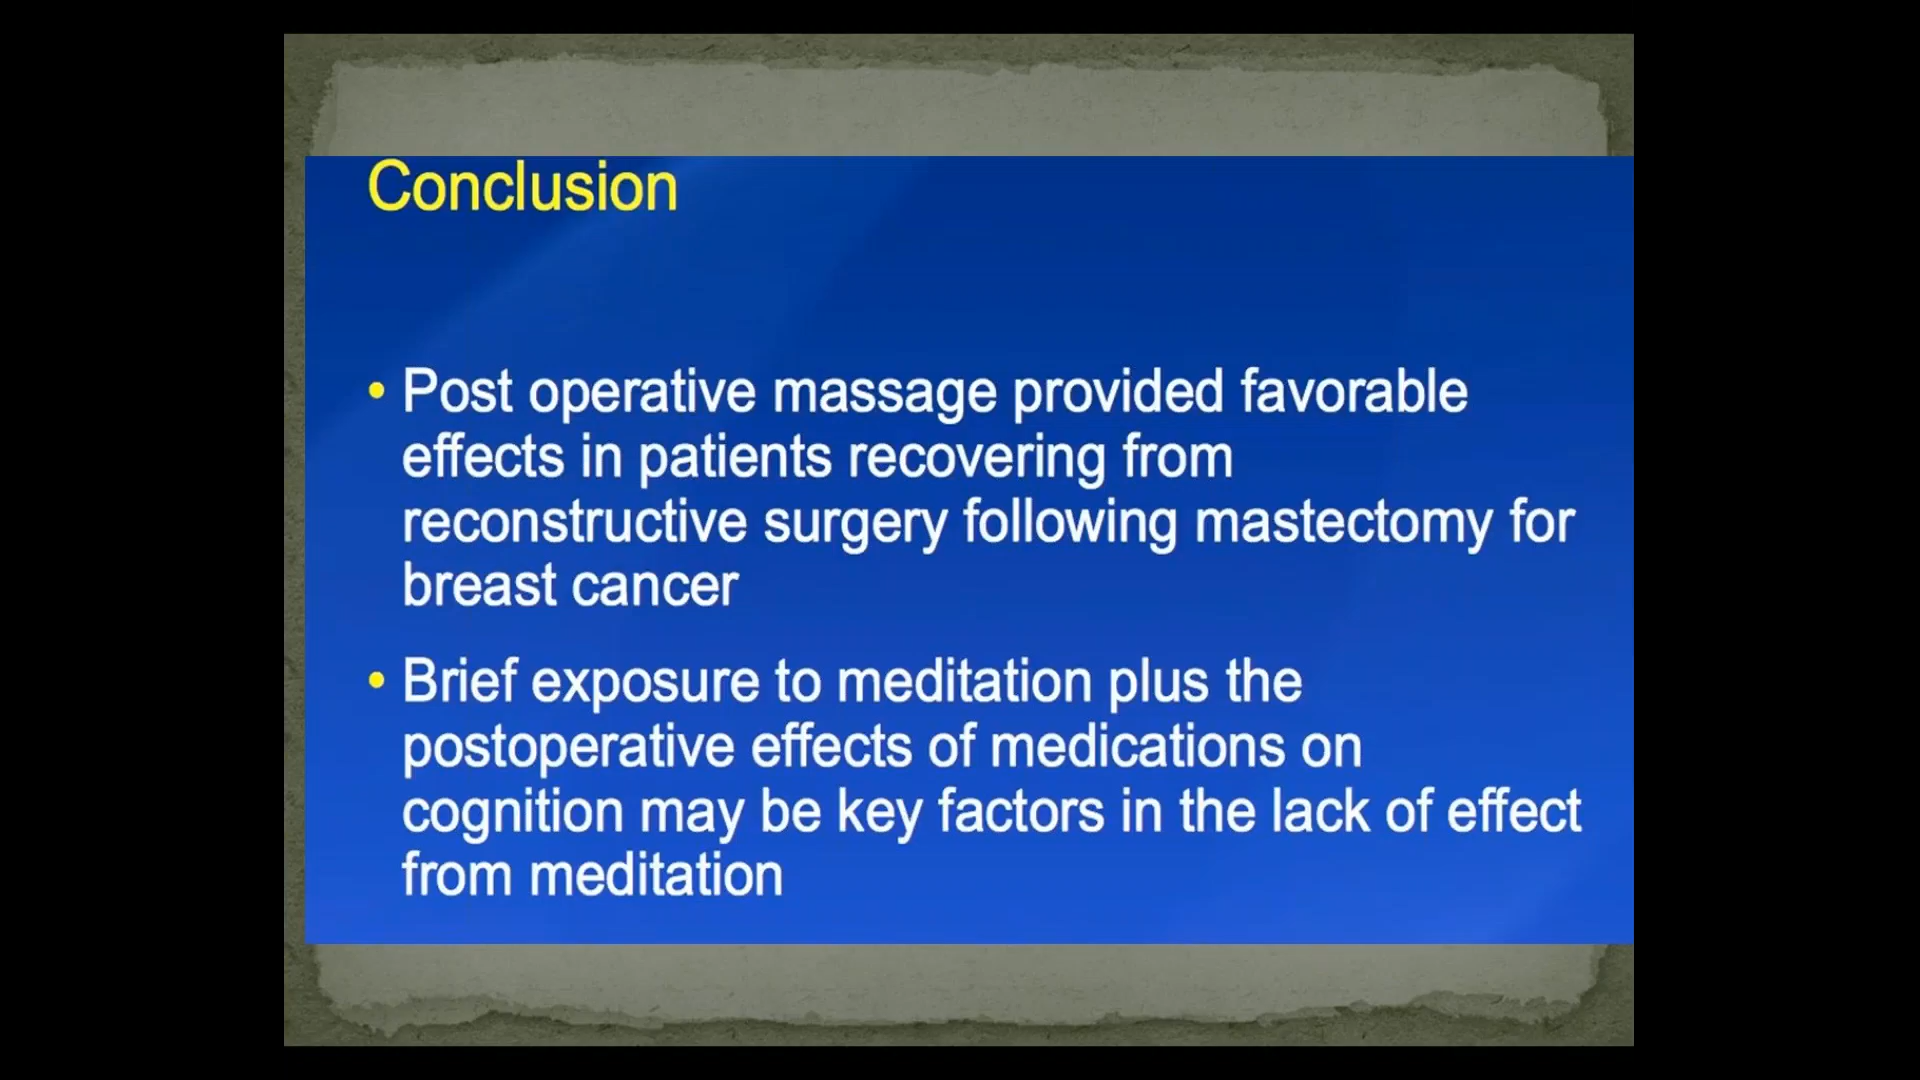 Conclusion
• Post operative massage provided favorable
effects in patients recovering from
reconstructive surgery following mastectomy for
breast cancer
• Brief exposure to meditation plus the
postoperative effects of medications on
cognition may be key factors in the lack of effect
from meditation